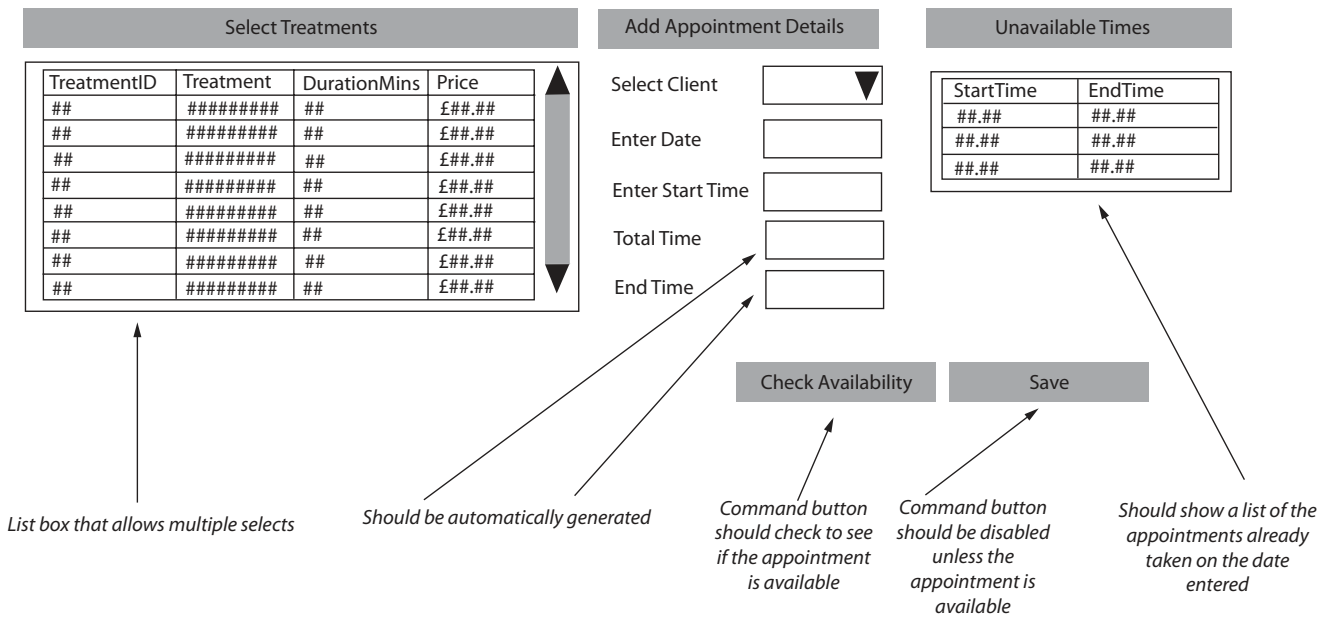 Select Treatments
TreatmentID Treatment DurationMins Price
## ######### ## £##.##
## ######### ## £##.##
## ######### ## £##.##
## ######### ## £##.##
## ######### ## £##.##
## ######### ## £##.##
## ######### ## £##.##
## ######### ## £##.##
Add Appointment Details
Select Client
Enter Date
Enter Start Time
Total Time
End Time
Unavailable Times
StartTime EndTime
##.## ##.##
##.## ##.##
##.## ##.##
Check Availability
Save
List box that allows multiple selects
Should be automatically generated
Command button
should check to see
if the appointment
is available
Command button
should be disabled
unless the
appointment is
available
Should show a list of the
appointments already
taken on the date
entered